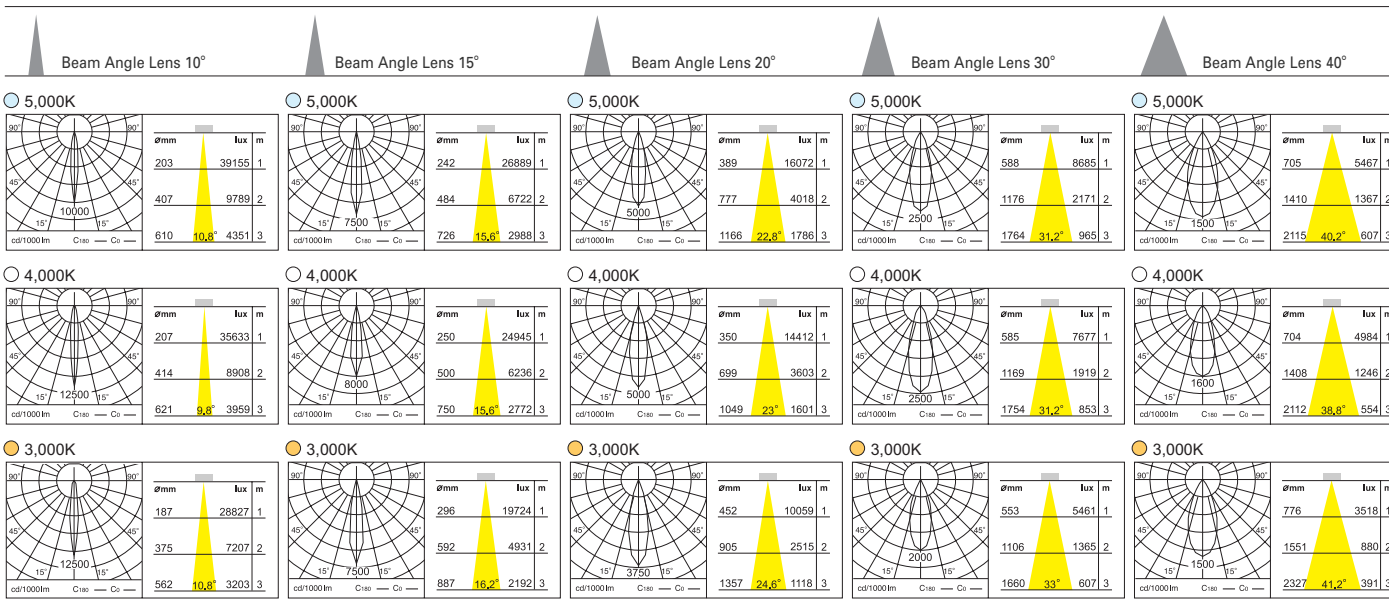 Beam Angle Lens 10° Beam Angle Lens 15° Beam Angle Lens 20° Beam Angle Lens 30° Beam Angle Lens 40°
5,000K 5,000K 5,000K 5,000K 5,000K
90° 90° ømm lux m 90° 90° ømm lux m 90° 90° ømm lux m 90° 90° ømm lux m 90° 90° ømm lux m
203 39155 1 242 26889 1 389 16072 1 588 8685 1 705 5467 1
45° 45° 45° 45° 45° 45° 45° 45° 45° 45°
407 9789 2 484 6722 2 777 4018 2 1176 2171 2 1410 1367 2
10000 7500 5000 2500 1500
15° 15° 15° 15° 15° 15° 15° 15° 15° 15°
cd/1000lm C180 — C0 — 610 10,8° 4351 3 cd/1000lm C180 — C0 — 726 15,6° 2988 3 cd/1000lm C180 — C0 — 1166 22,8° 1786 3 cd/1000lm C180 — C0 — 1764 31,2° 965 3 cd/1000lm C180 — C0 — 2115 40,2° 607 3
4,000K 4,000K 4,000K 4,000K 4,000K
90° 90° ømm lux m 90° 90° ømm lux m 90° 90° ømm lux m 90° 90° ømm lux m 90° 90° ømm lux m
207 35633 1 250 24945 1 350 14412 1 585 7677 1 704 4984 1
45° 45° 45° 45° 45° 45° 45° 45° 45° 45°
414 8908 2 500 6236 2 699 3603 2 1169 1919 2 1408 1246 2
12500 8000 5000 2500 1600
15° 15° 15° 15° 15° 15° 15° 15° 15° 15°
cd/1000lm C180 — C0 — 621 9,8° 3959 3 cd/1000lm C180 — C0 — 750 15,6° 2772 3 cd/1000lm C180 — C0 — 1049 23° 1601 3 cd/1000lm C180 — C0 — 1754 31,2° 853 3 cd/1000lm C180 — C0 — 2112 38,8° 554 3
3,000K 3,000K 3,000K 3,000K 3,000K
90° 90° ømm lux m 90° 90° ømm lux m 90° 90° ømm lux m 90° 90° ømm lux m 90° 90° ømm lux m
187 28827 1 296 19724 1 452 10059 1 553 5461 1 776 3518 1
45° 45° 45° 45° 45° 45° 45° 45° 45° 45°
375 7207 2 592 4931 2 905 2515 2 1106 1365 2 1551 880 2
12500 7500 3750 2000 1500
15° 15° 15° 15° 15° 15° 15° 15° 15° 15°
cd/1000lm C180 — C0 — 562 10,8° 3203 3 cd/1000lm C180 — C0 — 887 16,2° 2192 3 cd/1000lm C180 — C0 — 1357 24,6° 1118 3 cd/1000lm C180 — C0 — 1660 33° 607 3 cd/1000lm C180 — C0 — 2327 41,2° 391 3